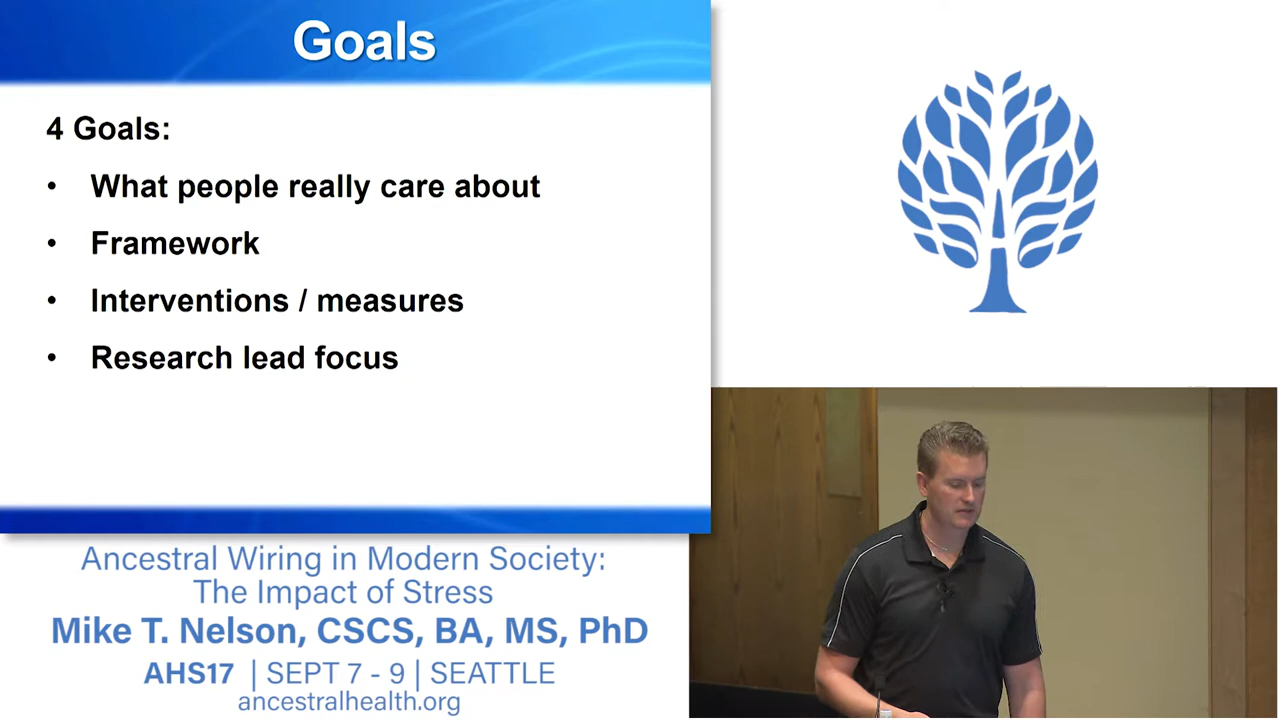 Goals
4 Goals:
• What people really care about
• Framework
• Interventions / measures
• Research lead focus
Ancestral Wiring in Modern Society:
The Impact of Stress
Mike T. Nelson, CSCS, BA, MS, PhD
AHS17 | SEPT 7 - 9 | SEATTLE
ancestralhealth.org